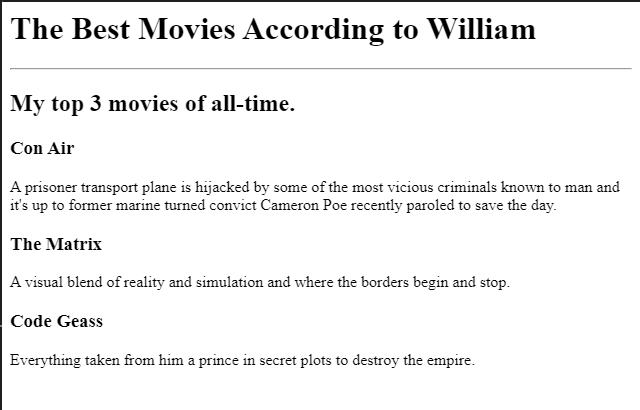 The Best Movies According to William
My top 3 movies of all-time.
Con Air
A prisoner transport plane is hijacked by some of the most vicious criminals known to man and
it's up to former marine turned convict Cameron Poe recently paroled to save the day.
The Matrix
A visual blend of reality and simulation and where the borders begin and stop.
Code Geass
Everything taken from him a prince in secret plots to destroy the empire.